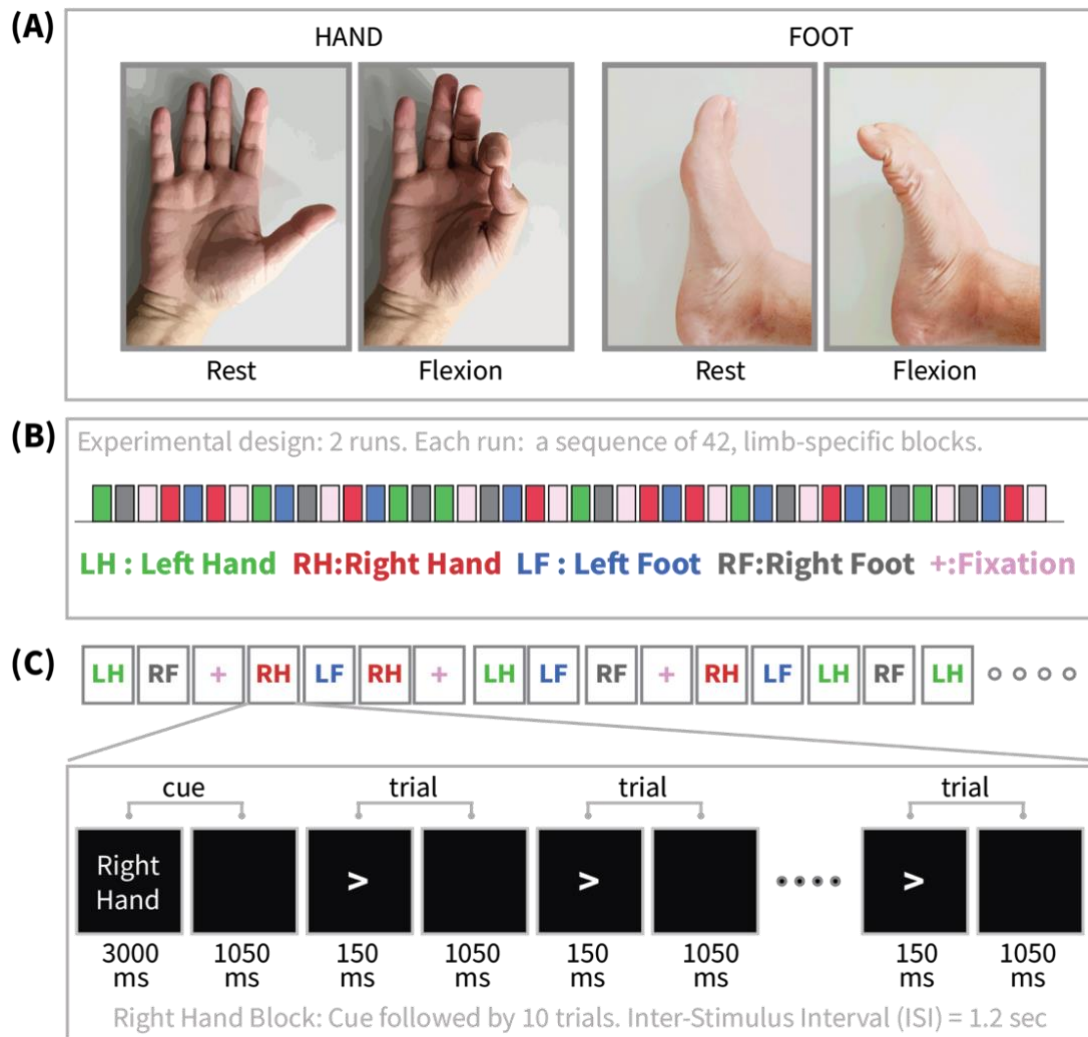 (A)
HAND FOOT
Rest Flexion Rest Flexion
(B)
Experimental design: 2 runs. Each run: a sequence of 42, limb-specific blocks.
LH : Left Hand RH:Right Hand LF : Left Foot RF:Right Foot +:Fixation
(C)
LH RF + RH LF RH + LH LF RF + RH LF LH RF LH
cue trial trial trial
Right
Hand
> > >
3000 1050 150 1050 150 1050 150 1050
ms ms ms ms ms ms ms ms
Right Hand Block: Cue followed by 10 trials. Inter-Stimulus Interval (ISI) = 1.2 sec